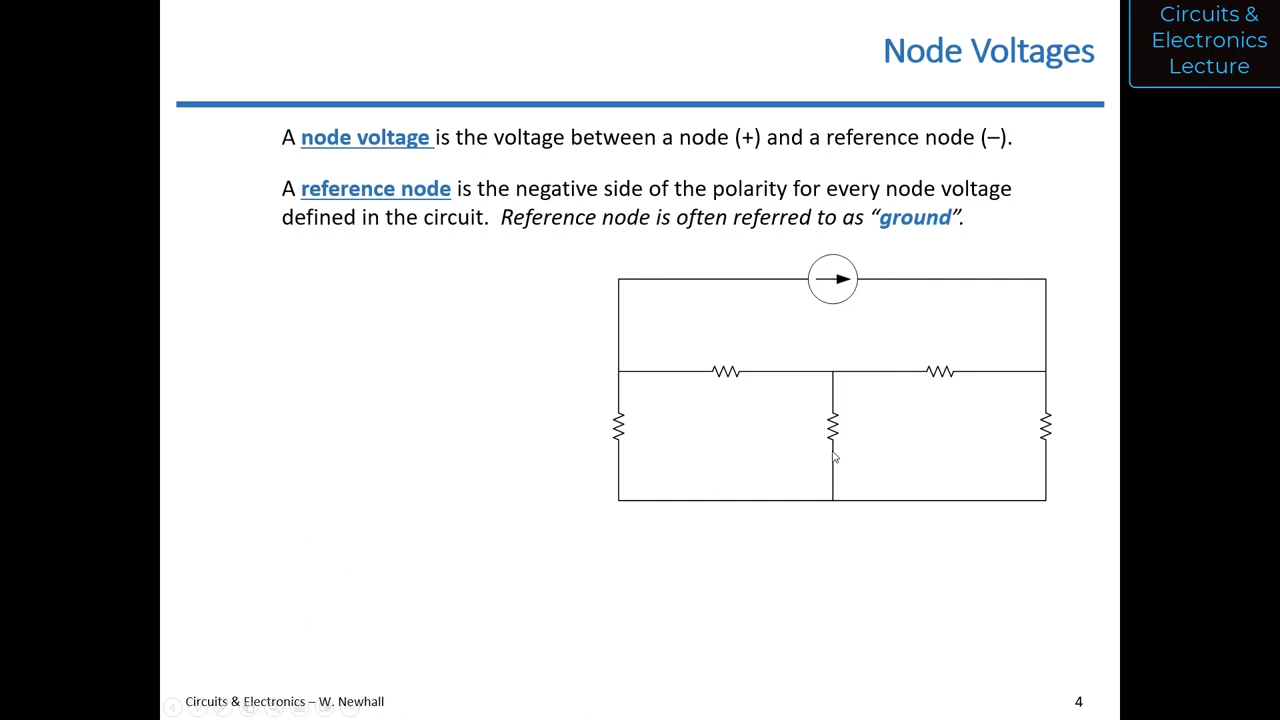 Circuits &
Electronics
Lecture
Node Voltages
A node voltage is the voltage between a node (+) and a reference node (–).
A reference node is the negative side of the polarity for every node voltage
defined in the circuit. Reference node is often referred to as “ground”.
Circuits & Electronics – W. Newhall
4